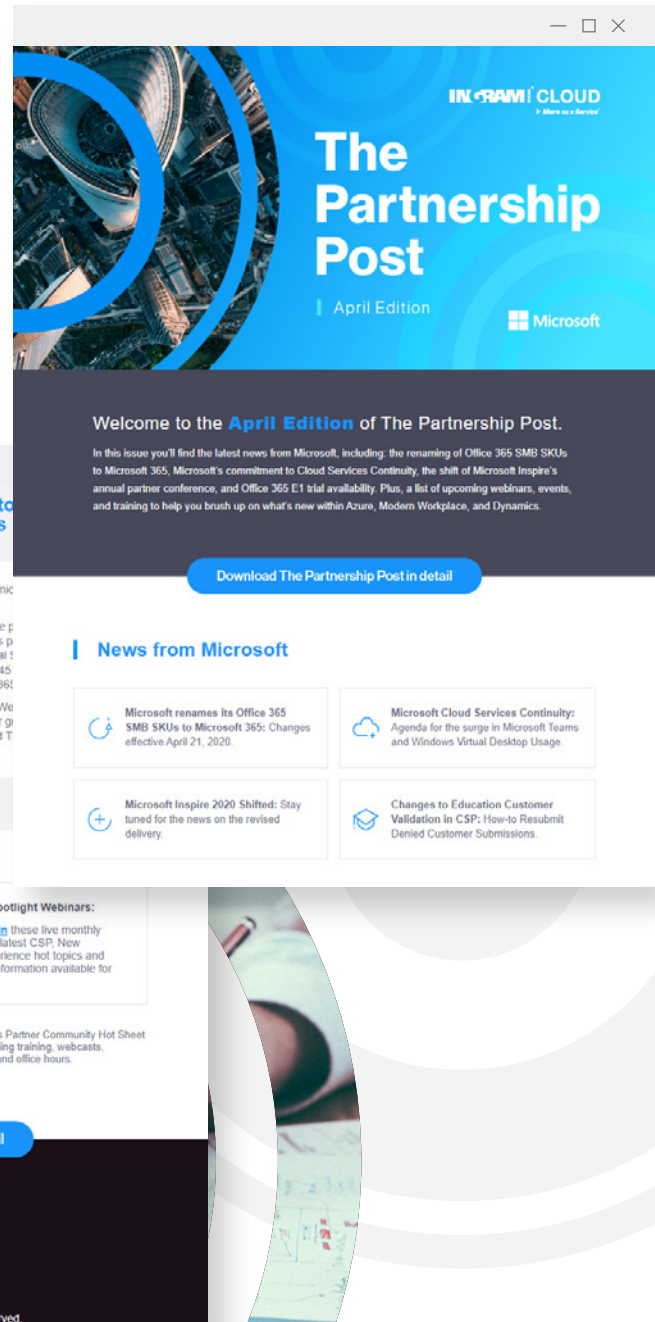 INGRAM CLOUD
More as a Service
The
Partnership
Post
April Edition
Microsoft
Welcome to the April Edition of The Partnership Post.
In this issue you'll find the latest news from Microsoft, including: the renaming of Office 365 SMB SKUs
to Microsoft 365, Microsoft's commitment to Cloud Services Continuity, the shift of Microsoft Inspire's
annual partner conference, and Office 365 E1 trial availability. Plus, a list of upcoming webinars, events,
and training to help you brush up on what's new within Azure, Modern Workplace, and Dynamics.
Download The Partnership Post in detail
News from Microsoft
Microsoft renames its Office 365
SMB SKUs to Microsoft 365: Changes
effective April 21, 2020.
Microsoft Cloud Services Continuity:
Agenda for the surge in Microsoft Teams
and Windows Virtual Desktop Usage.
Microsoft Inspire 2020 Shifted: Stay
tuned for the news on the revised
delivery.
Changes to Education Customer
Validation in CSP: How-to Resubmit
Denied Customer Submissions.
potlight Webinars:
in these live monthly
latest CSP, New
rience hot topics and
nformation available for
s Partner Community Hot Sheet
ing training, webcasts,
nd office hours.